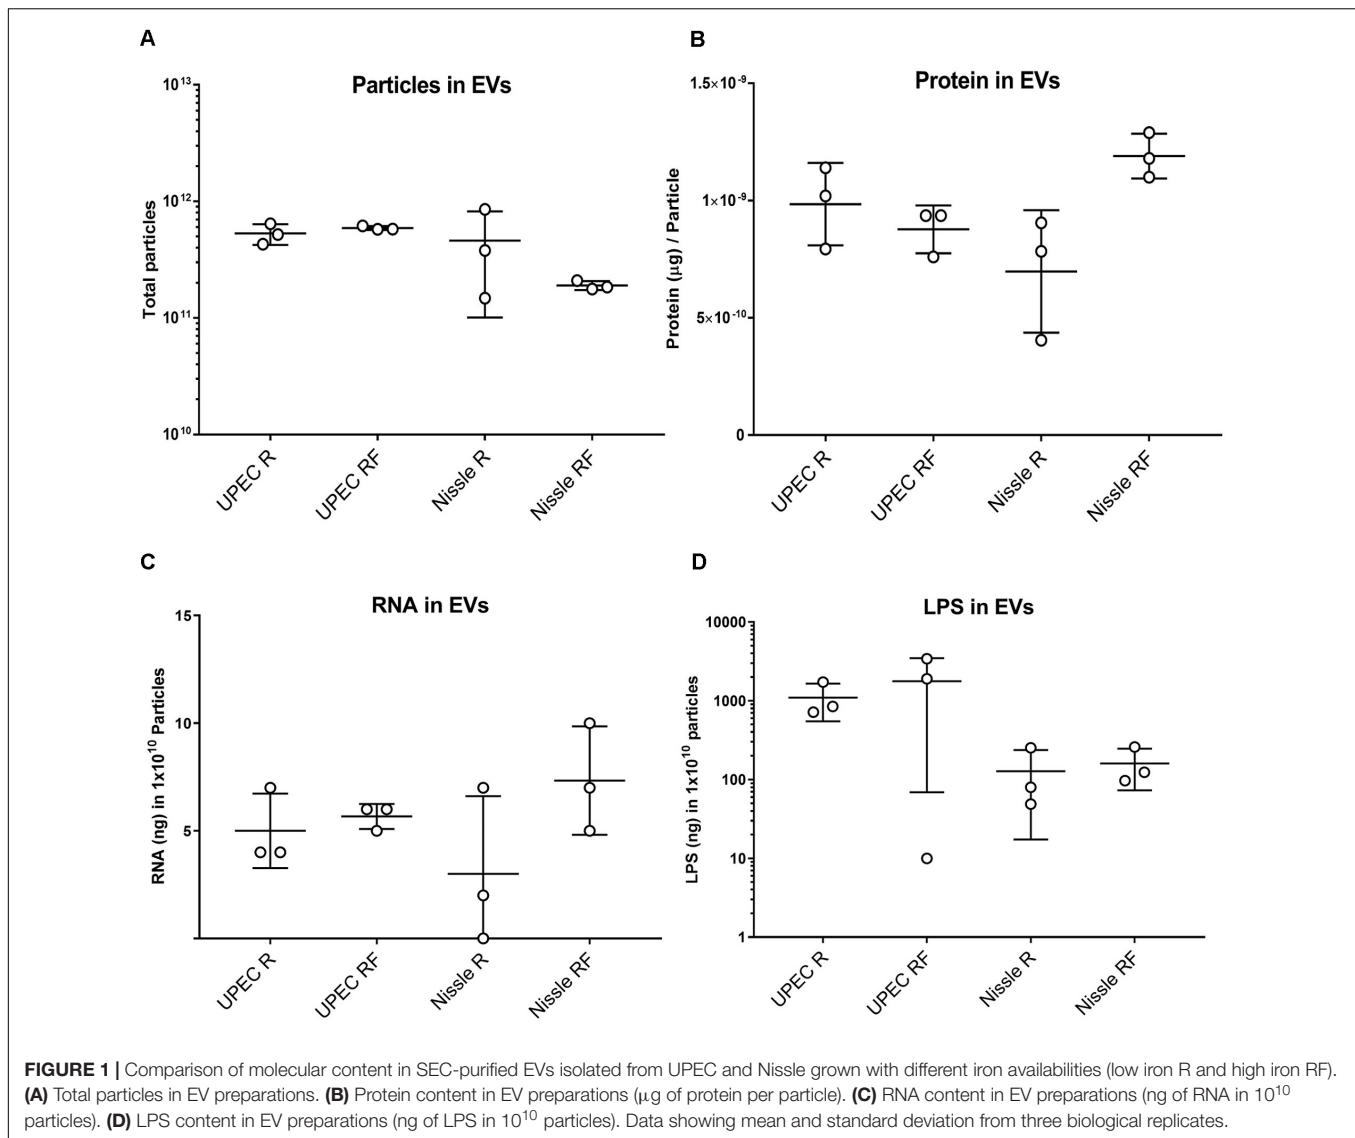 A
Particles in EVs
Total particles
10^13
10^12
10^11
10^10
UPEC R
UPEC RF
Nissle R
Nissle RF
B
Protein in EVs
Protein (μg) / Particle
1.5×10^-9
1×10^-9
5×10^-10
0
UPEC R
UPEC RF
Nissle R
Nissle RF
C
RNA in EVs
RNA (ng) in 1x10^10 Particles
15
10
5
UPEC R
UPEC RF
Nissle R
Nissle RF
D
LPS in EVs
LPS (ng) in 1x10^10 particles
10000
1000
100
10
1
UPEC R
UPEC RF
Nissle R
Nissle RF
FIGURE 1 | Comparison of molecular content in SEC-purified EVs isolated from UPEC and Nissle grown with different iron availabilities (low iron R and high iron RF).
(A) Total particles in EV preparations. (B) Protein content in EV preparations (μg of protein per particle). (C) RNA content in EV preparations (ng of RNA in 10^10
particles). (D) LPS content in EV preparations (ng of LPS in 10^10 particles). Data showing mean and standard deviation from three biological replicates.